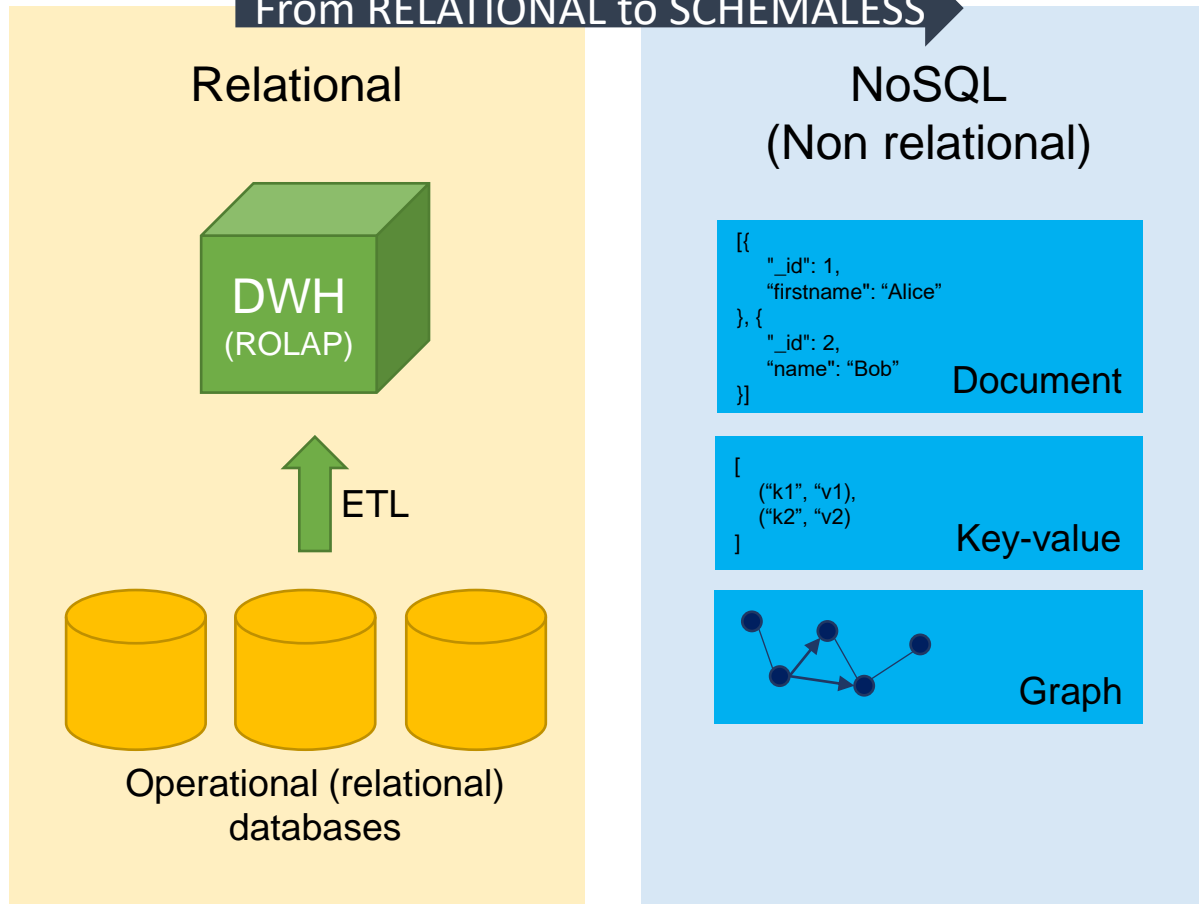 From RELATIONAL to SCHEMALESS
Relational
DWH
(ROLAP)
ETL
Operational (relational)
databases
NoSQL
(Non relational)
[{
"_id": 1,
“firstname": “Alice”
}, {
"_id": 2,
“name": “Bob”
}]
Document
[
(“k1”, “v1),
(“k2”, “v2)
]
Key-value
Graph